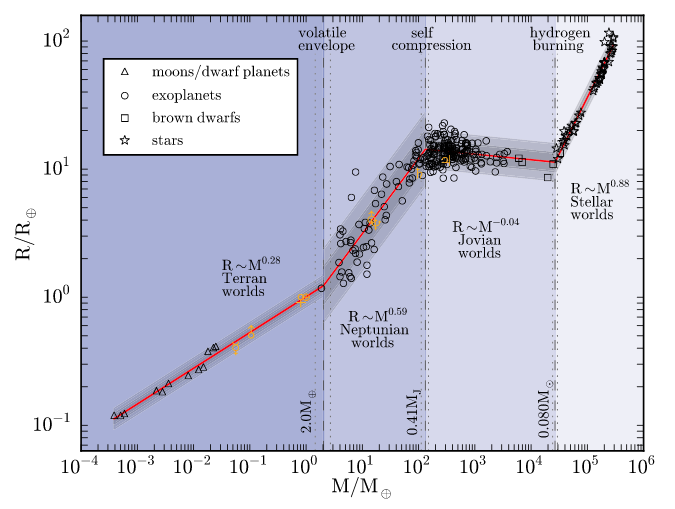 volatile
envelope
self
compression
hydrogen
burning
△ moons/dwarf planets
○ exoplanets
□ brown dwarfs
☆ stars
R∼M^0.28
Terran
worlds
R∼M^0.59
Neptunian
worlds
R∼M^−0.04
Jovian
worlds
R∼M^0.88
Stellar
worlds
2.0M⊕
0.41M_J
0.080M☉
R/R⊕
10^2
10^1
10^0
10^−1
10^−4 10^−3 10^−2 10^−1 10^0 10^1 10^2 10^3 10^4 10^5 10^6
M/M⊕